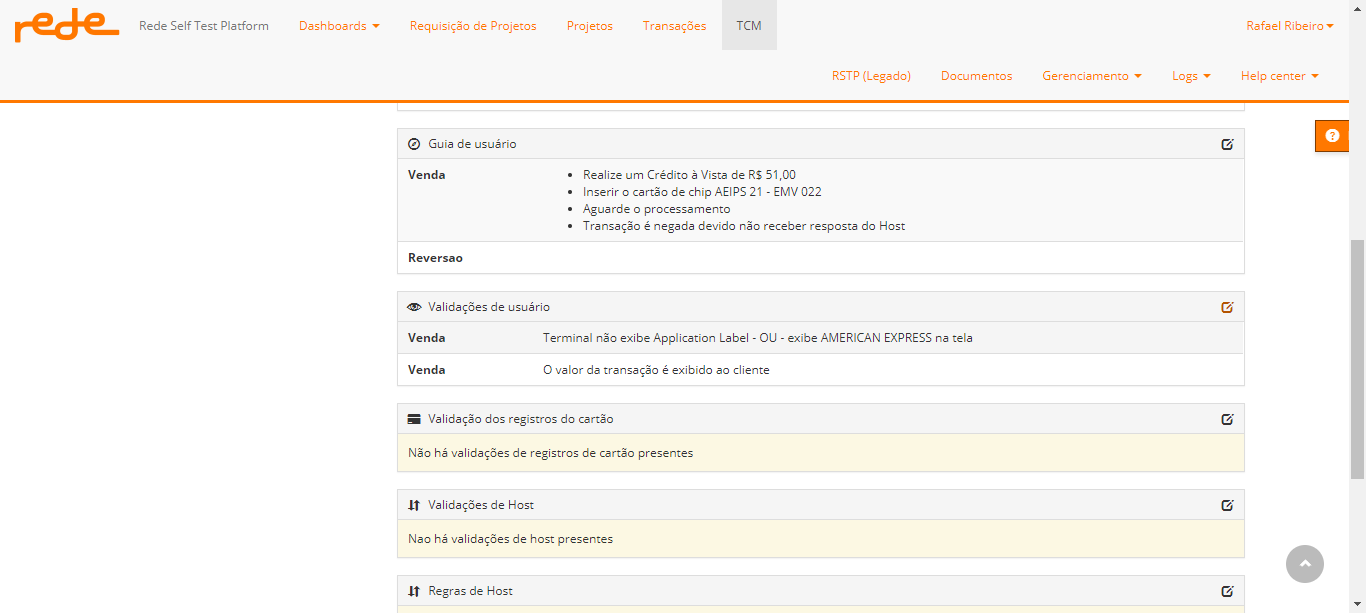 rede
Rede Self Test Platform
Dashboards
Requisição de Projetos
Projetos
Transações
TCM
Rafael Ribeiro
RSTP (Legado)
Documentos
Gerenciamento
Logs
Help center
Guia de usuário
Venda
Realize um Crédito à Vista de R$ 51,00
Inserir o cartão de chip AEIPS 21 - EMV 022
Aguarde o processamento
Transação é negada devido não receber resposta do Host
Reversao
Validações de usuário
Venda
Terminal não exibe Application Label - OU - exibe AMERICAN EXPRESS na tela
Venda
O valor da transação é exibido ao cliente
Validação dos registros do cartão
Não há validações de registros de cartão presentes
Validações de Host
Nao há validações de host presentes
Regras de Host